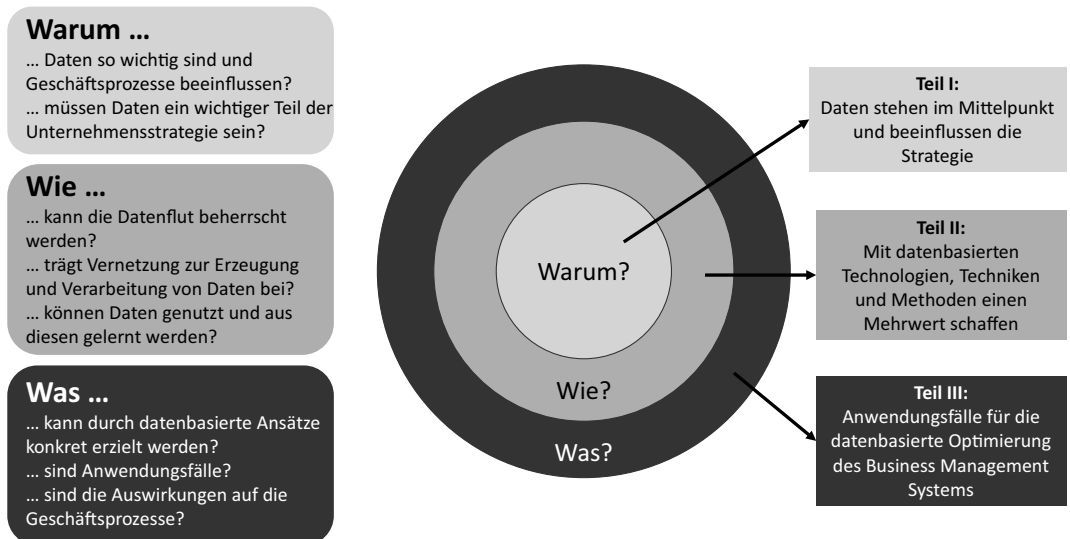 Warum ...
... Daten so wichtig sind und
Geschäftsprozesse beeinflussen?
... müssen Daten ein wichtiger Teil der
Unternehmensstrategie sein?
Wie ...
... kann die Datenflut beherrscht
werden?
... trägt Vernetzung zur Erzeugung
und Verarbeitung von Daten bei?
... können Daten genutzt und aus
diesen gelernt werden?
Was ...
... kann durch datenbasierte Ansätze
konkret erzielt werden?
... sind Anwendungsfälle?
... sind die Auswirkungen auf die
Geschäftsprozesse?
Warum?
Wie?
Was?
Teil I:
Daten stehen im Mittelpunkt
und beeinflussen die
Strategie
Teil II:
Mit datenbasierten
Technologien, Techniken
und Methoden einen
Mehrwert schaffen
Teil III:
Anwendungsfälle für die
datenbasierte Optimierung
des Business Management
Systems